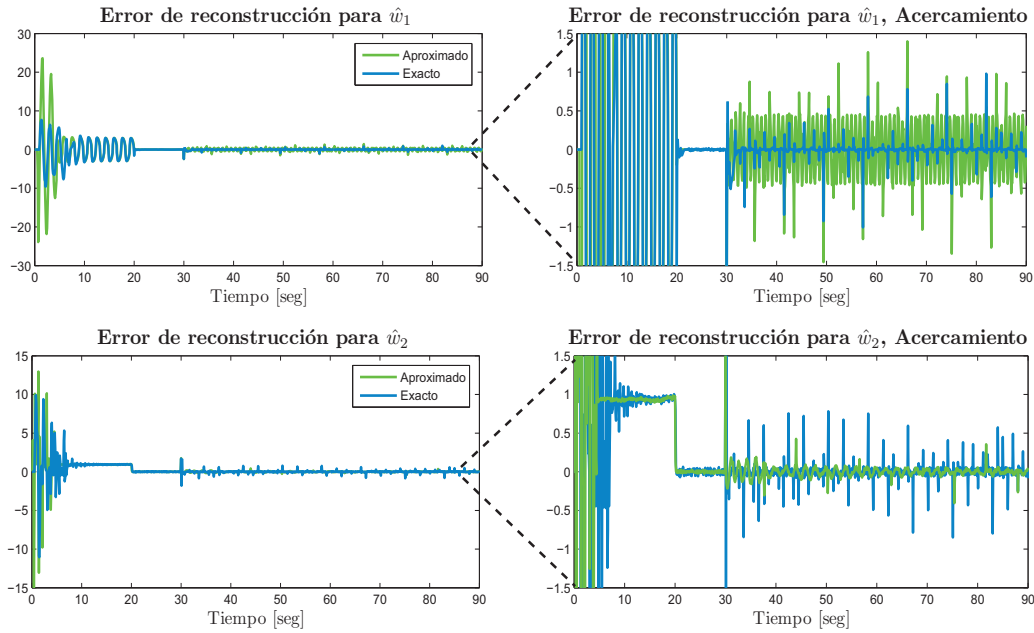 Error de reconstrucción para ŵ₁
30
20
10
0
−10
−20
−30
0 10 20 30 40 50 60 70 80 90
Tiempo [seg]
Aproximado
Exacto
Error de reconstrucción para ŵ₁, Acercamiento
1.5
1
0.5
0
−0.5
−1
−1.5
0 10 20 30 40 50 60 70 80 90
Tiempo [seg]
Error de reconstrucción para ŵ₂
15
10
5
0
−5
−10
−15
0 10 20 30 40 50 60 70 80 90
Tiempo [seg]
Aproximado
Exacto
Error de reconstrucción para ŵ₂, Acercamiento
1.5
1
0.5
0
−0.5
−1
−1.5
0 10 20 30 40 50 60 70 80 90
Tiempo [seg]